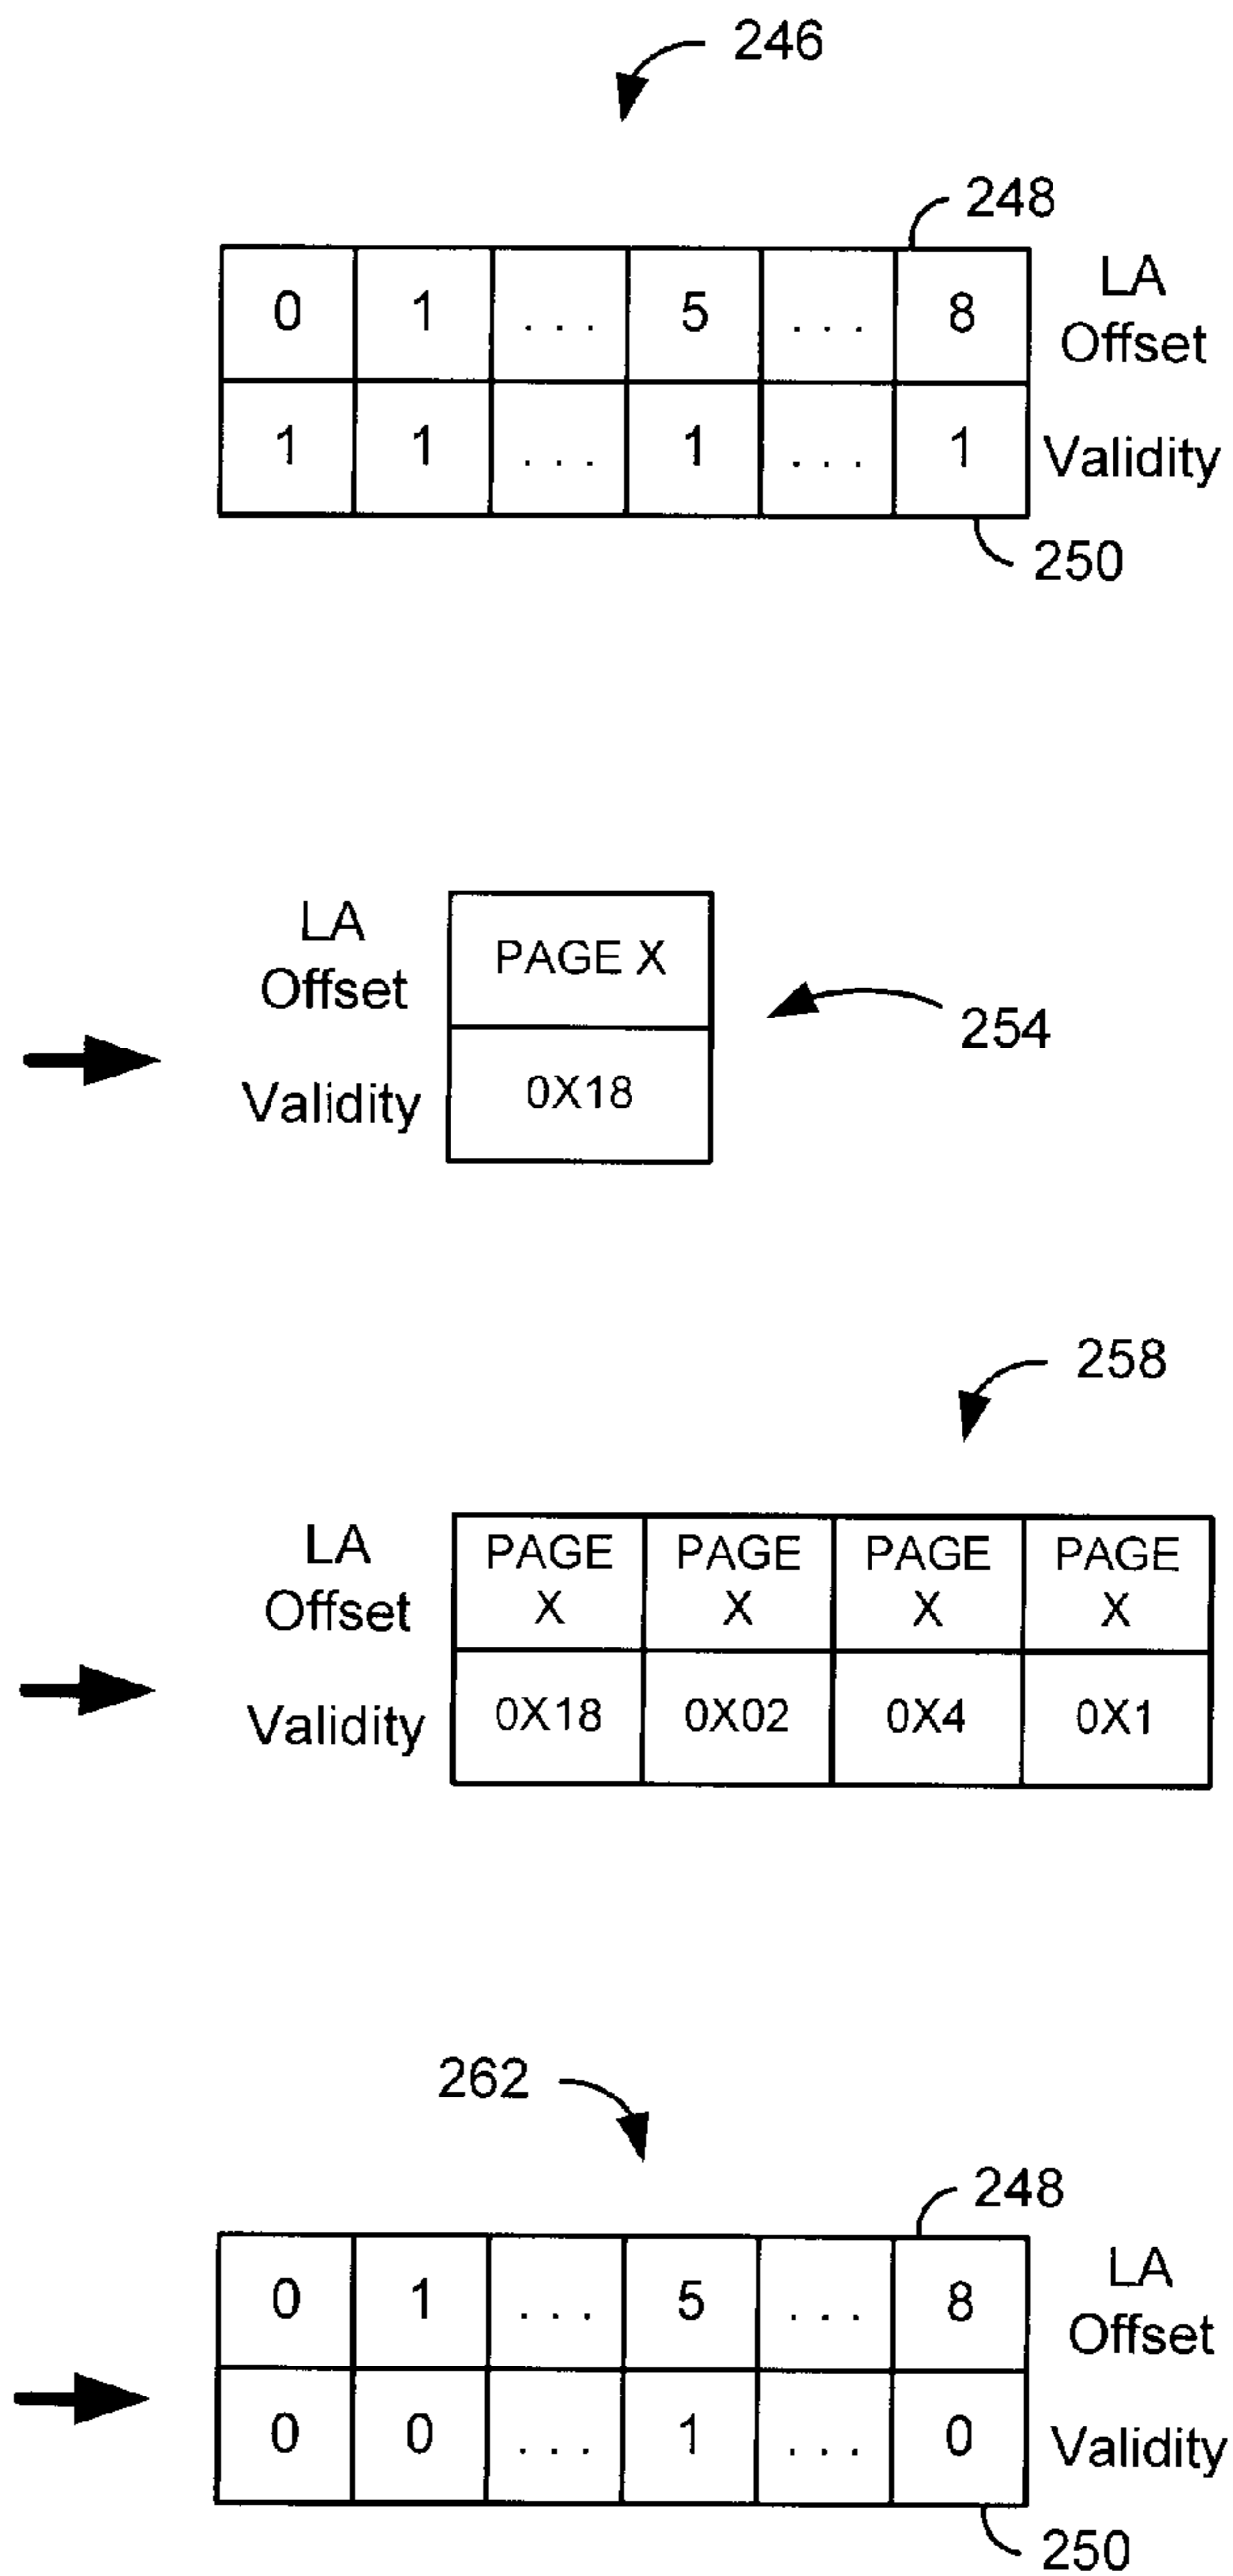 246
248
0 1 ... 5 ... 8 LA
Offset
1 1 ... 1 ... 1 Validity
250
LA
Offset
PAGE X
254
Validity
0X18
258
LA
Offset
PAGE PAGE PAGE PAGE
X X X X
Validity
0X18 0X02 0X4 0X1
262
248
0 1 ... 5 ... 8 LA
Offset
0 0 ... 1 ... 0 Validity
250